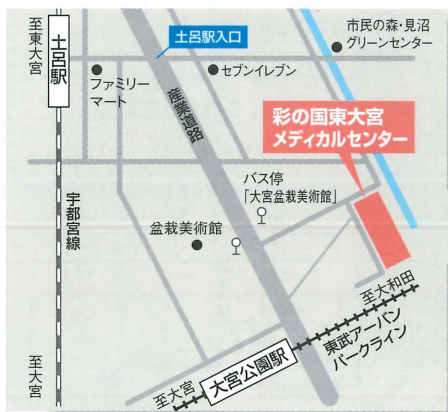 至東大宮
土呂駅
土呂駅入口
市民の森・見沼
グリーンセンター
ファミリー
マート
セブンイレブン
産業道路
彩の国東大宮
メディカルセンター
バス停
「大宮盆栽美術館」
宇都宮線
盆栽美術館
至大和田
東武アーバン
パークライン
大宮公園駅
至大宮
至大宮